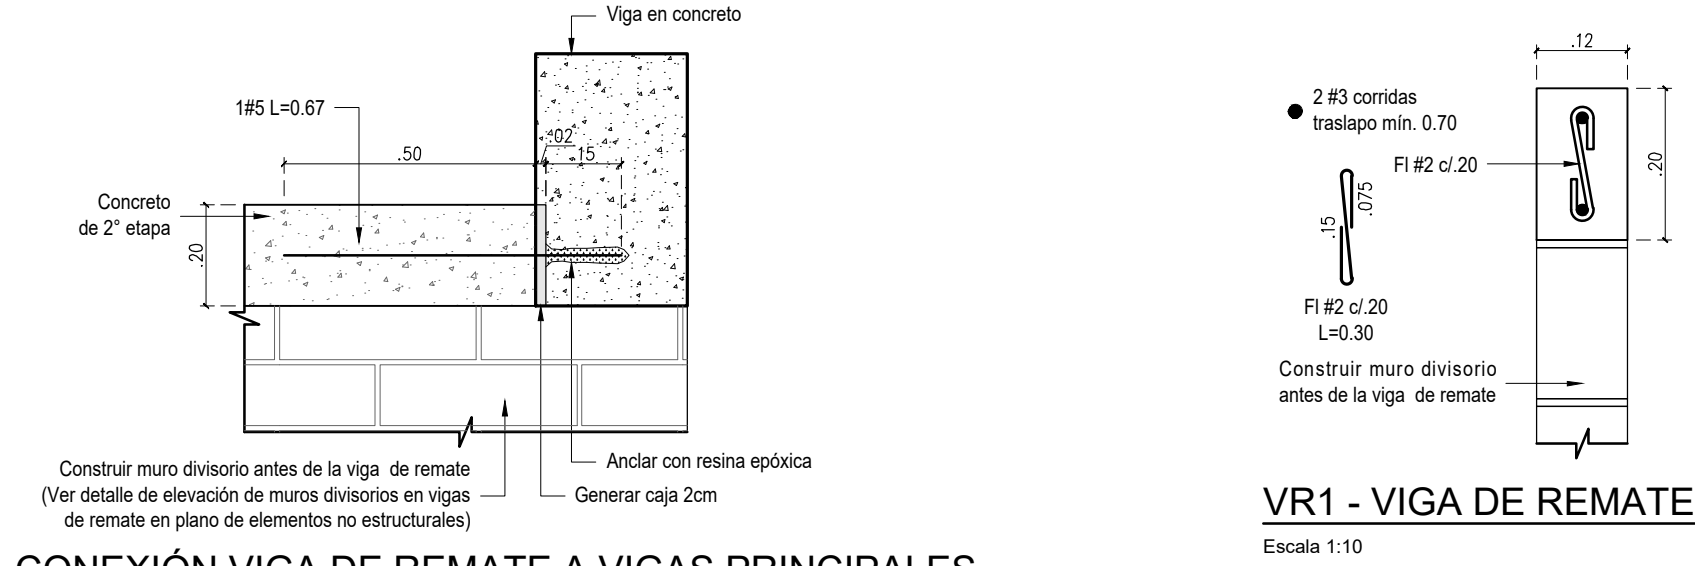 Viga en concreto
1#5 L=0.67
.02
.50
.15
Concreto
de 2° etapa
.20
Construir muro divisorio antes de la viga de remate
(Ver detalle de elevación de muros divisorios en vigas
de remate en plano de elementos no estructurales)
Anclar con resina epóxica
Generar caja 2cm
CONEXIÓN VIGA DE REMATE A VIGAS PRINCIPALES
.12
2 #3 corridas
traslapo mín. 0.70
Fl #2 c/.20
.20
.15
.075
Fl #2 c/.20
L=0.30
Construir muro divisorio
antes de la viga de remate
VR1 - VIGA DE REMATE
Escala 1:10